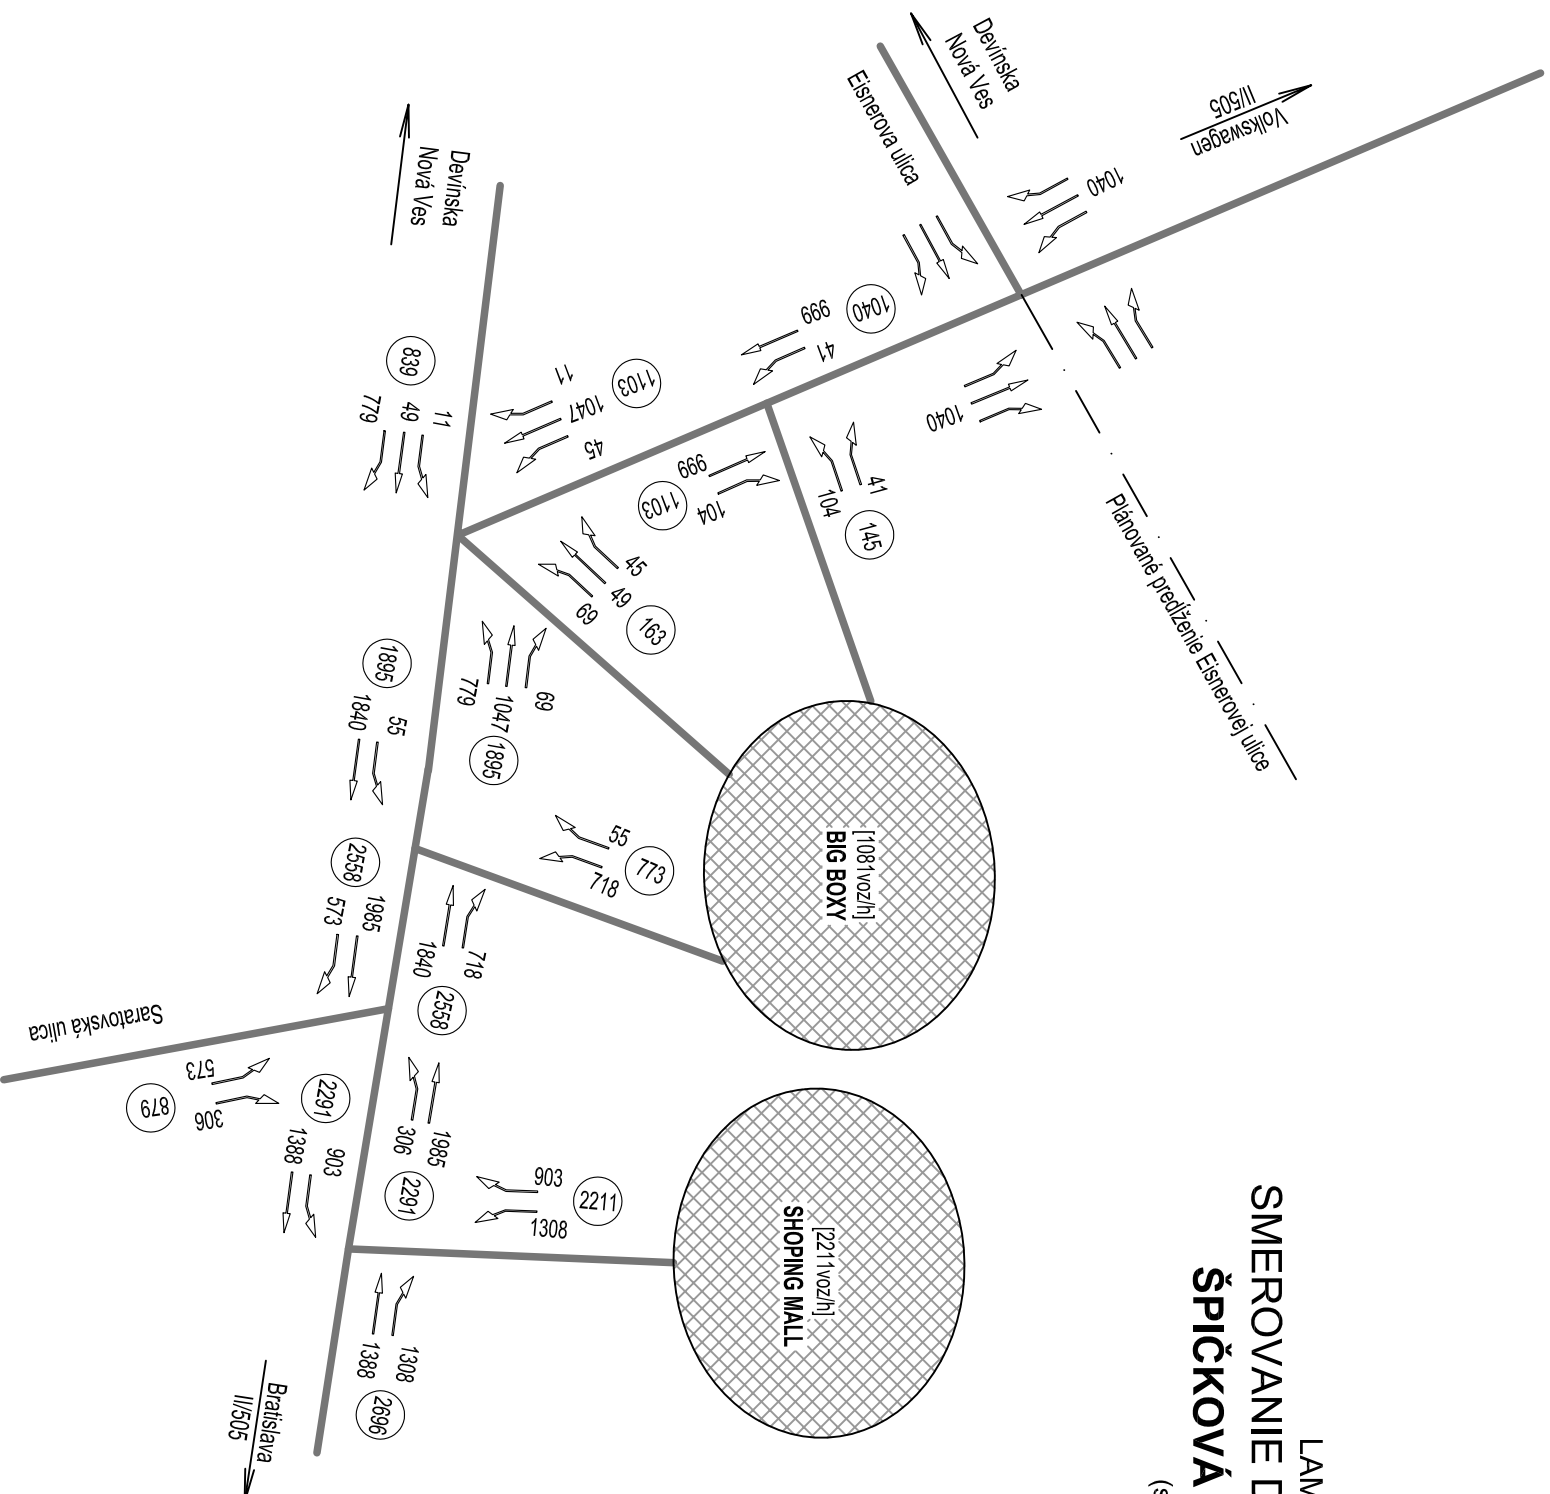 LAM
SMEROVANIE D
ŠPIČKOVÁ
(s
Volkswagen
II/505
Devínska
Nová Ves
Eisnerova ulica
1040
1040
999
41
1040
Plánované predĺženie Eisnerovej ulice
41
104
145
999
104
1103
1103
11
1047
45
Devínska
Nová Ves
839
11
49
779
45
49
69
163
69
1047
779
1895
1895
55
1840
[1081voz/h]
BIG BOXY
55
718
773
2558
1985
573
718
1840
2558
Saratovská ulica
573
306
879
2291
903
1388
1985
306
2291
903
1308
2211
[2211voz/h]
SHOPING MALL
1308
1388
2696
Bratislava
II/505